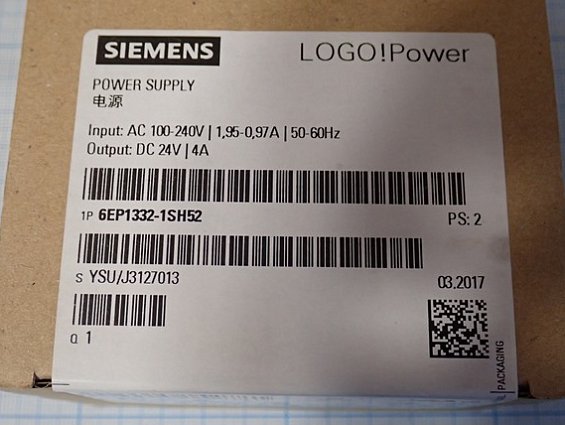 SIEMENS LOGO!Power
POWER SUPPLY
电源
Input: AC 100-240V | 1,95-0,97A | 50-60Hz
Output: DC 24V | 4A
1P 6EP1332-1SH52 PS: 2
S YSU/J3127013 03.2017
Q 1
PACKAGING